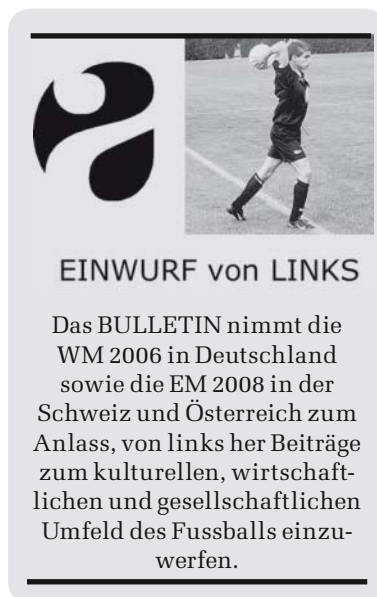 EINWURF von LINKS
Das BULLETIN nimmt die
WM 2006 in Deutschland
sowie die EM 2008 in der
Schweiz und Österreich zum
Anlass, von links her Beiträge
zum kulturellen, wirtschaft-
lichen und gesellschaftlichen
Umfeld des Fussballs einzu-
werfen.